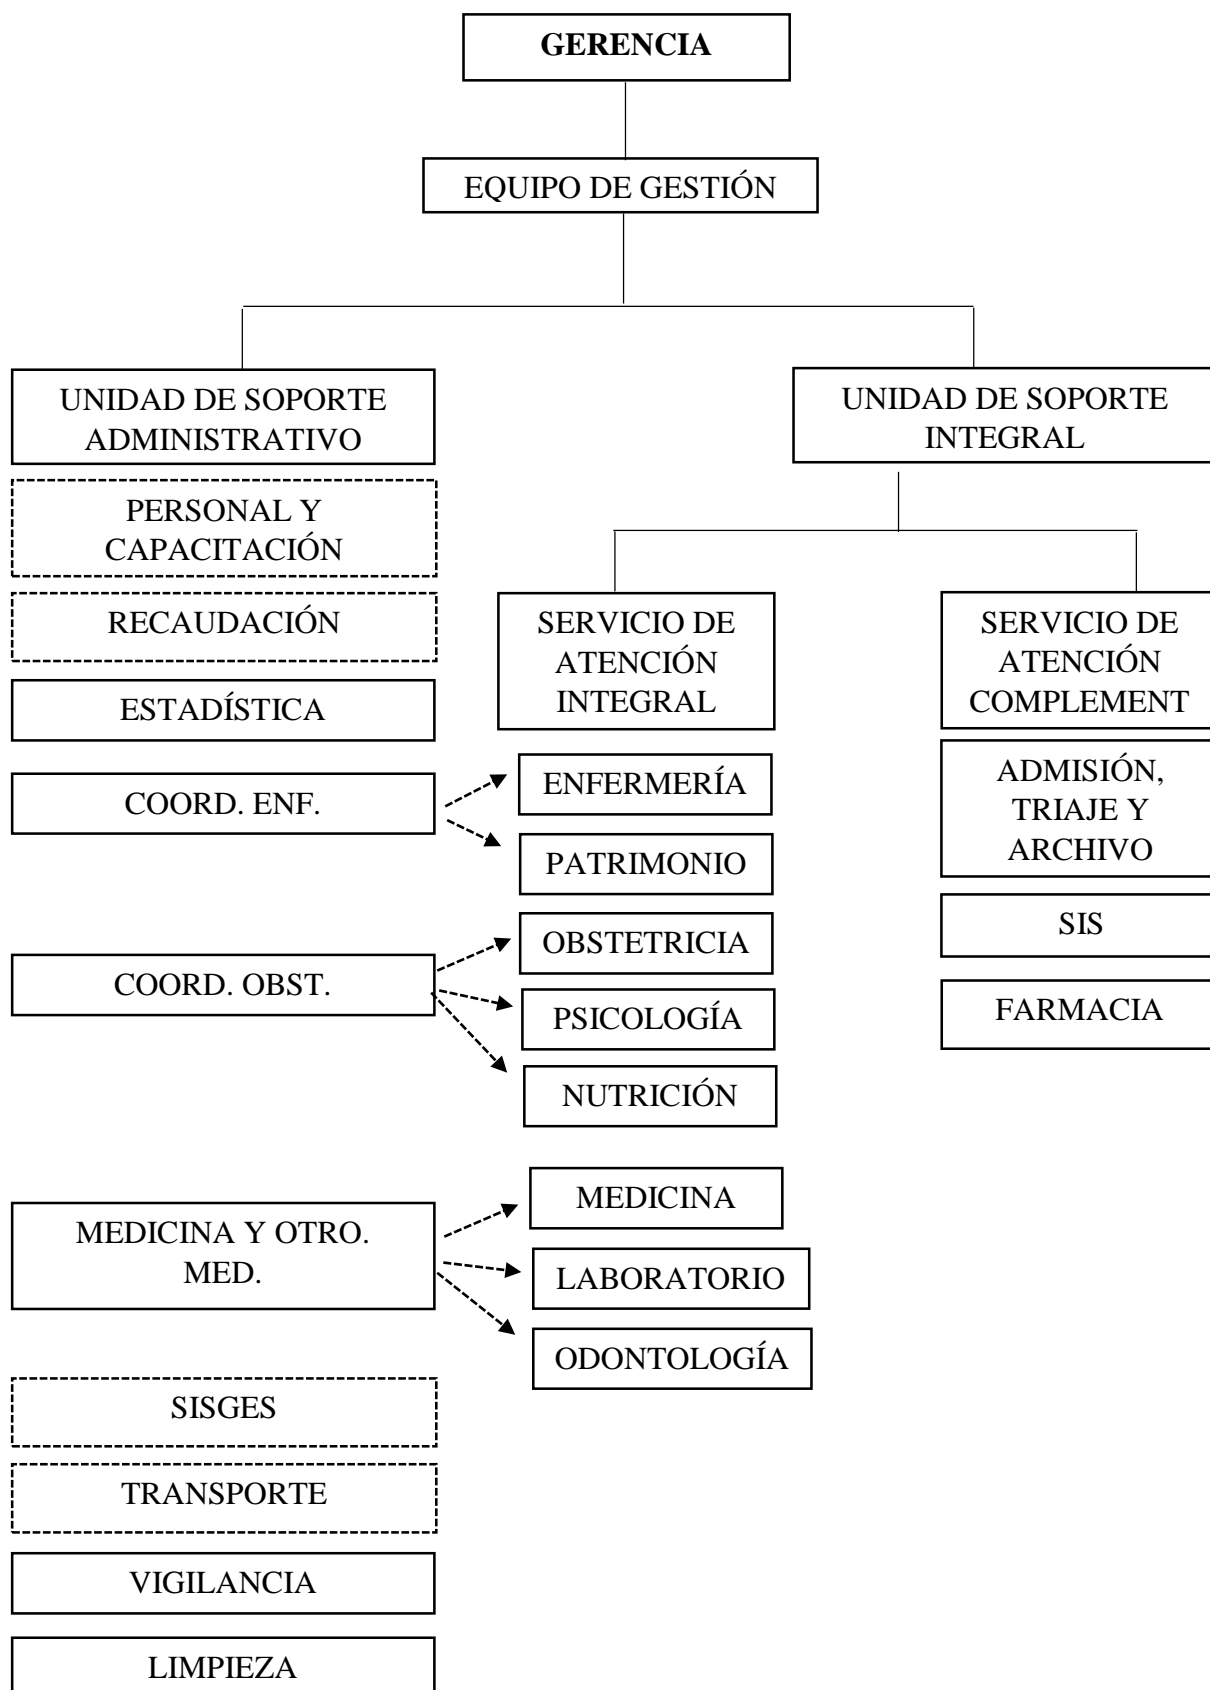 GERENCIA
EQUIPO DE GESTIÓN
UNIDAD DE SOPORTE
ADMINISTRATIVO
PERSONAL Y
CAPACITACIÓN
RECAUDACIÓN
ESTADÍSTICA
COORD. ENF.
COORD. OBST.
MEDICINA Y OTRO.
MED.
SISGES
TRANSPORTE
VIGILANCIA
LIMPIEZA
UNIDAD DE SOPORTE
INTEGRAL
SERVICIO DE
ATENCIÓN
INTEGRAL
ENFERMERÍA
PATRIMONIO
OBSTETRICIA
PSICOLOGÍA
NUTRICIÓN
MEDICINA
LABORATORIO
ODONTOLOGÍA
SERVICIO DE
ATENCIÓN
COMPLEMENT
ADMISIÓN,
TRIAJE Y
ARCHIVO
SIS
FARMACIA